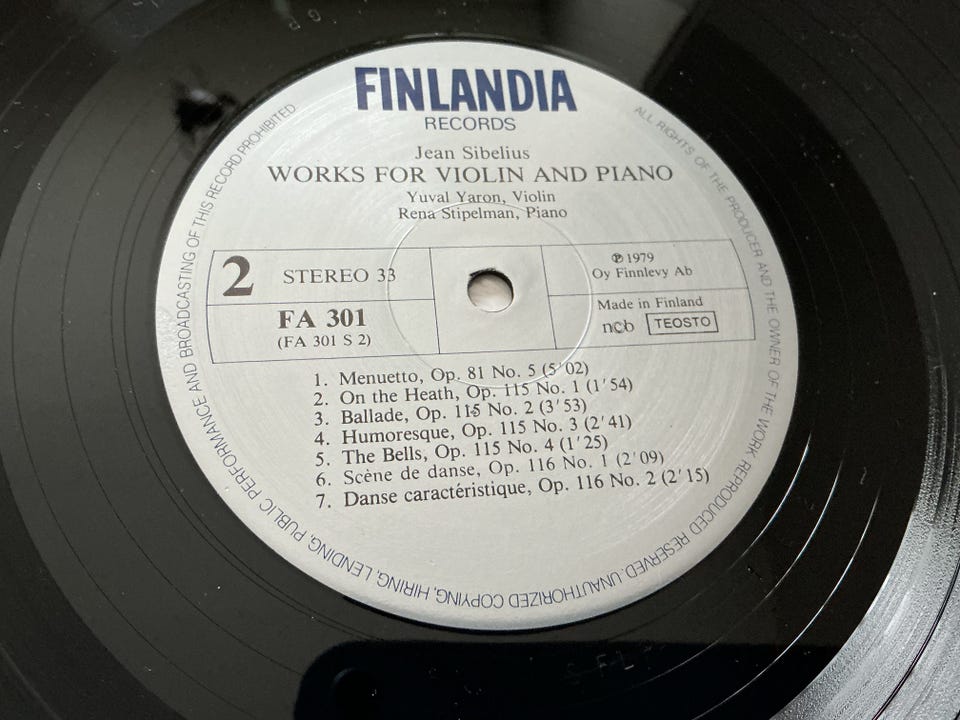 FINLANDIA
RECORDS
Jean Sibelius
WORKS FOR VIOLIN AND PIANO
Yuval Yaron, Violin
Rena Stipelman, Piano
2 STEREO 33
℗ 1979
Oy Finnlevy Ab
FA 301
(FA 301 S 2)
Made in Finland
ncb TEOSTO
1. Menuetto, Op. 81 No. 5 (5'02)
2. On the Heath, Op. 115 No. 1 (1'54)
3. Ballade, Op. 115 No. 2 (3'53)
4. Humoresque, Op. 115 No. 3 (2'41)
5. The Bells, Op. 115 No. 4 (1'25)
6. Scène de danse, Op. 116 No. 1 (2'09)
7. Danse caractéristique, Op. 116 No. 2 (2'15)
ALL RIGHTS OF THE PRODUCER AND THE OWNER OF THE WORK REPRODUCED RESERVED. UNAUTHORIZED COPYING, HIRING, LENDING, PUBLIC PERFORMANCE AND BROADCASTING OF THIS RECORD PROHIBITED